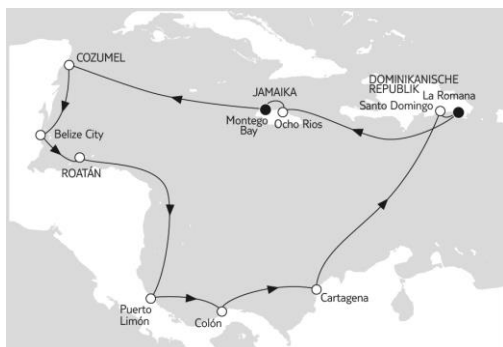 COZUMEL
JAMAIKA
DOMINIKANISCHE
REPUBLIK
La Romana
Santo Domingo
Montego
Bay
Ocho Rios
Belize City
ROATÁN
Puerto
Limón
Colón
Cartagena